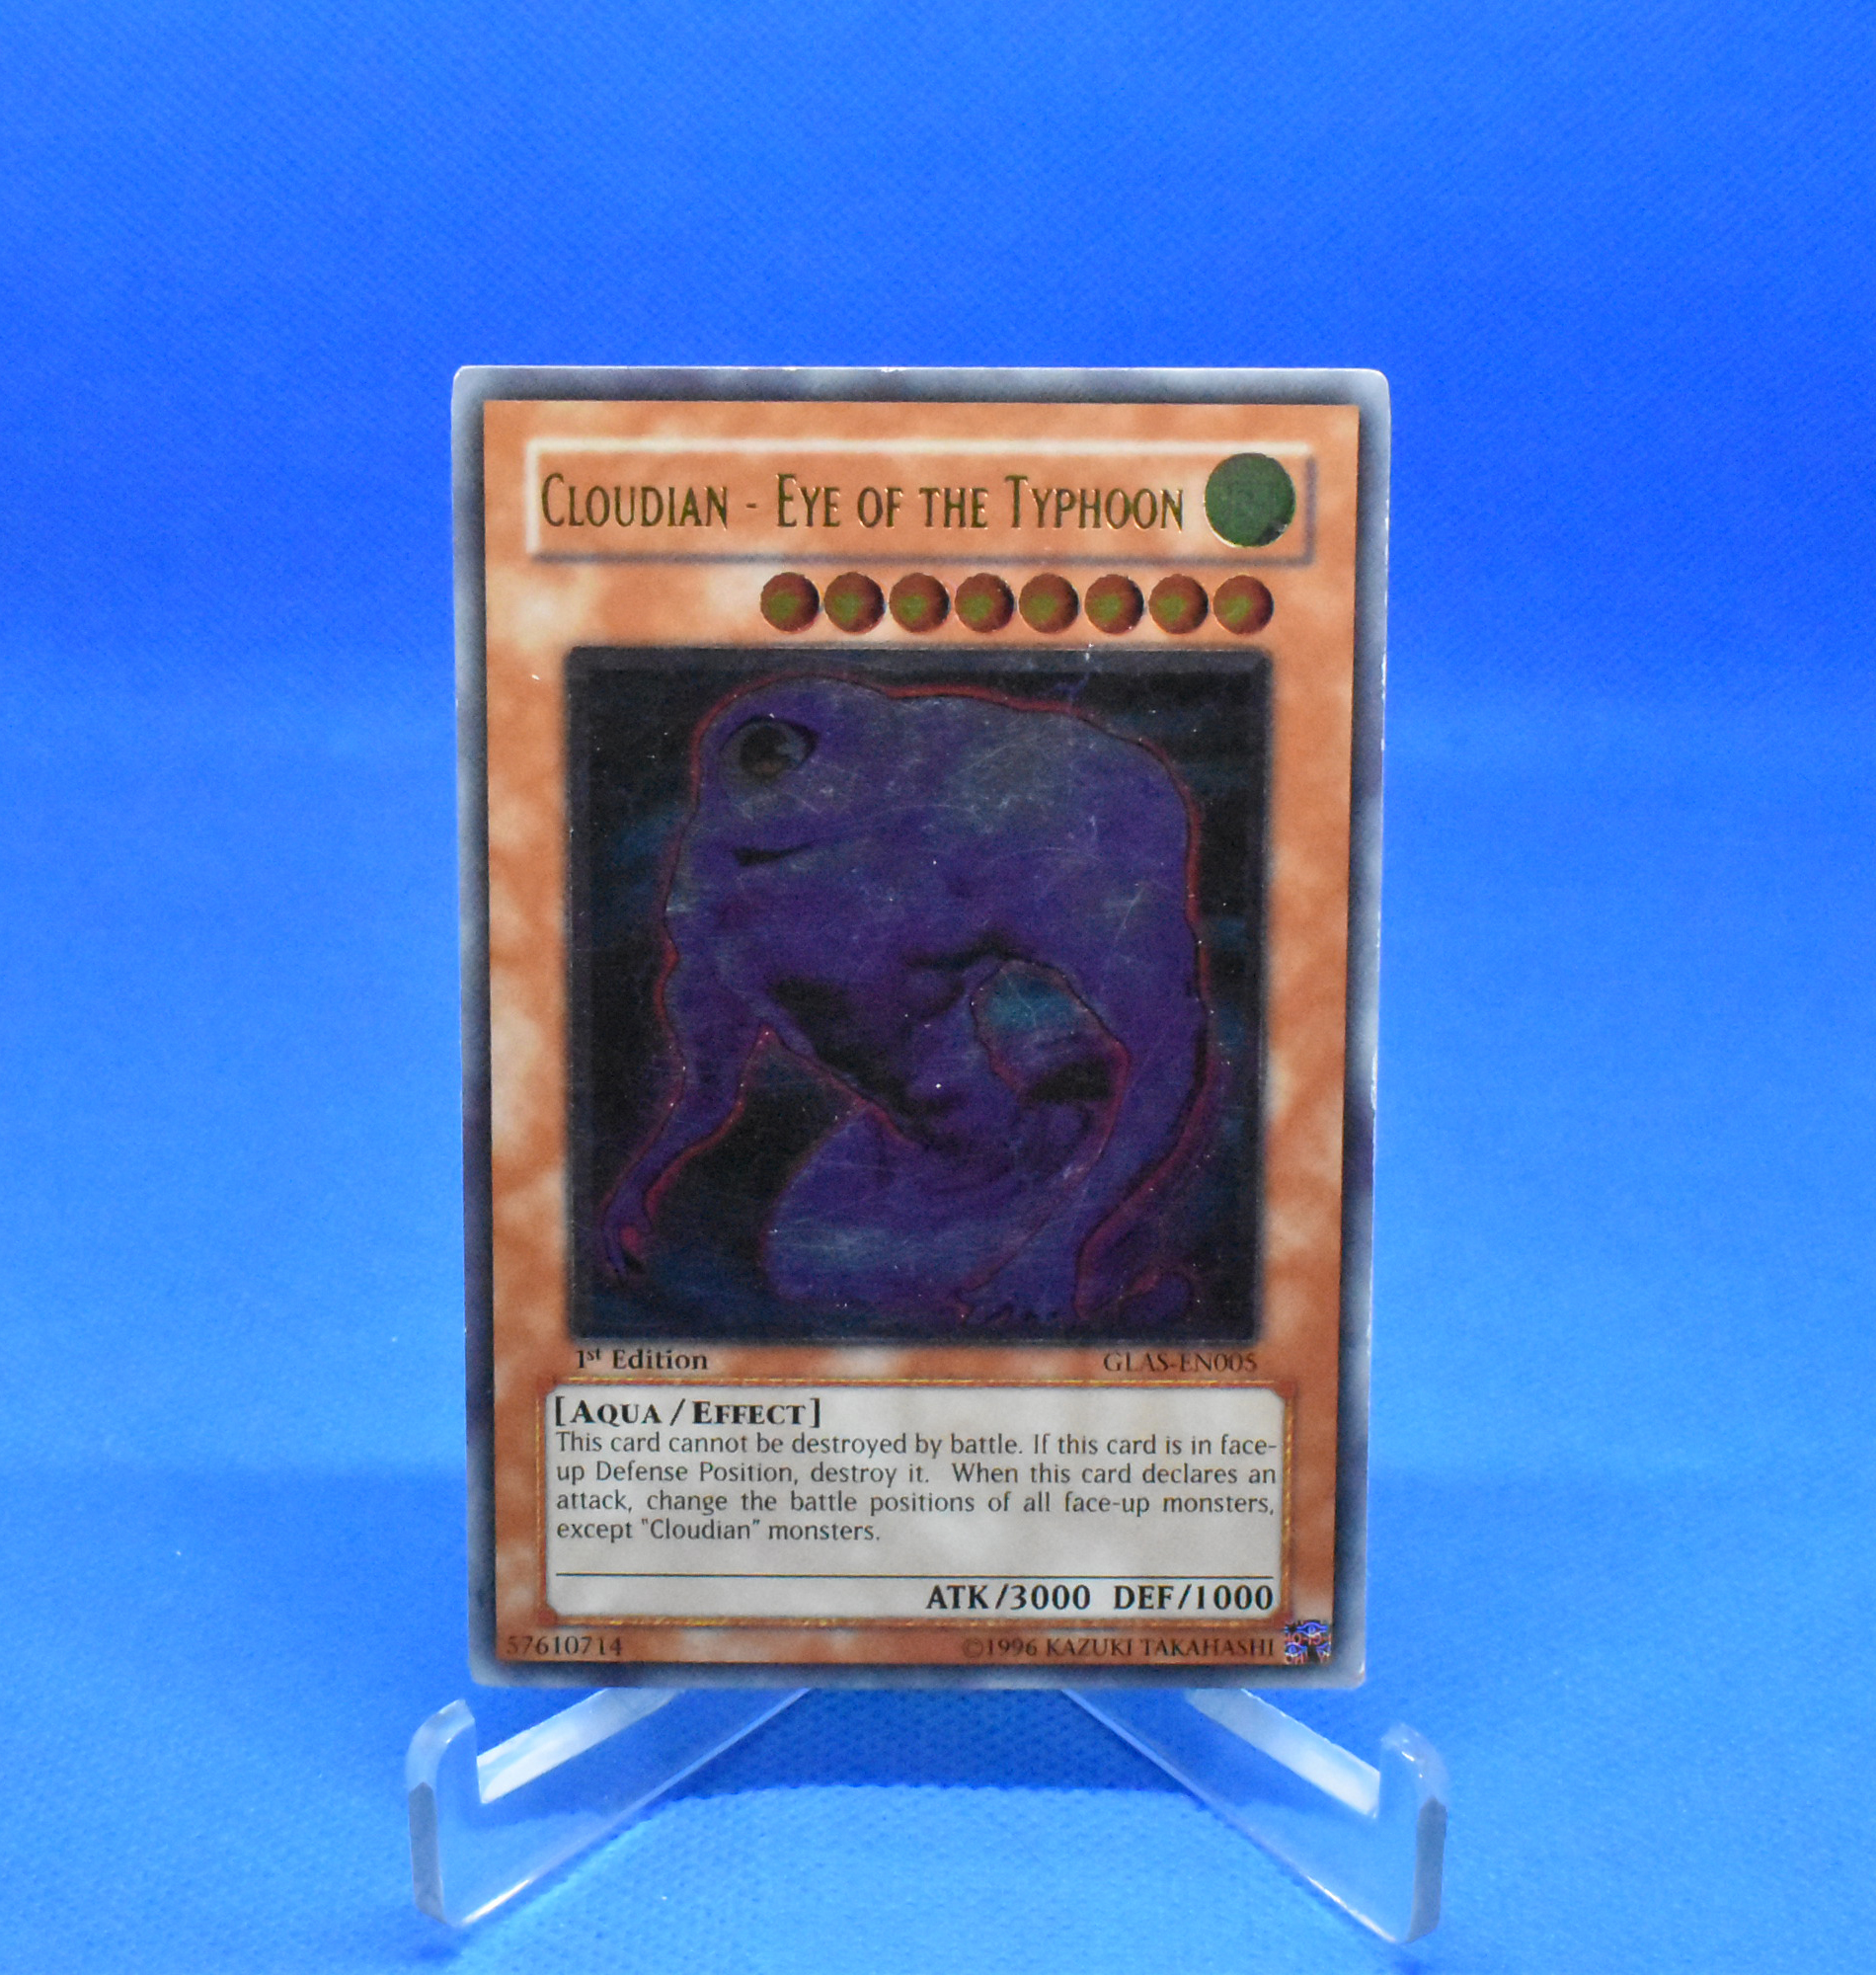 CLOUDIAN - EYE OF THE TYPHOON
1st Edition GLAS-EN005
[AQUA / EFFECT]
This card cannot be destroyed by battle. If this card is in face-
up Defense Position, destroy it. When this card declares an
attack, change the battle positions of all face-up monsters,
except "Cloudian" monsters.
ATK/3000 DEF/1000
57610714 ©1996 KAZUKI TAKAHASHI